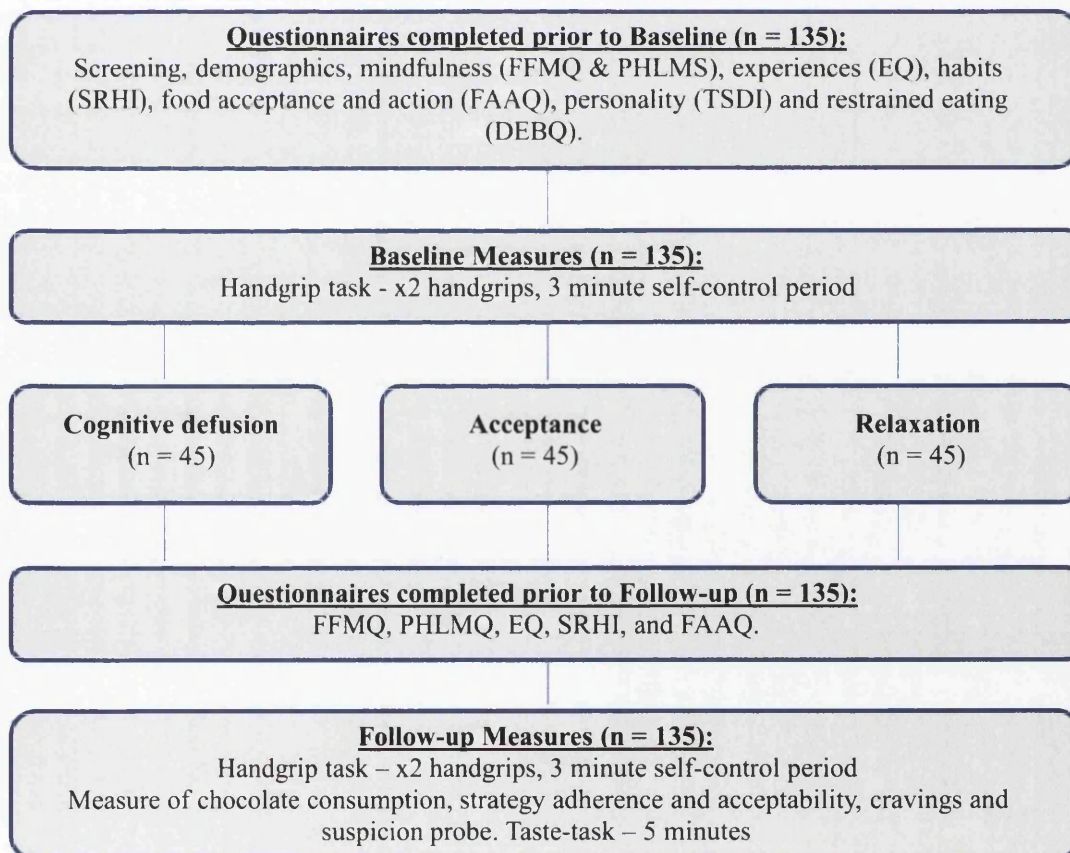 Questionnaires completed prior to Baseline (n = 135):
Screening, demographics, mindfulness (FFMQ & PHLMS), experiences (EQ), habits
(SRHI), food acceptance and action (FAAQ), personality (TSDI) and restrained eating
(DEBQ).
Baseline Measures (n = 135):
Handgrip task - x2 handgrips, 3 minute self-control period
Cognitive defusion
(n = 45)
Acceptance
(n = 45)
Relaxation
(n = 45)
Questionnaires completed prior to Follow-up (n = 135):
FFMQ, PHLMQ, EQ, SRHI, and FAAQ.
Follow-up Measures (n = 135):
Handgrip task – x2 handgrips, 3 minute self-control period
Measure of chocolate consumption, strategy adherence and acceptability, cravings and
suspicion probe. Taste-task – 5 minutes